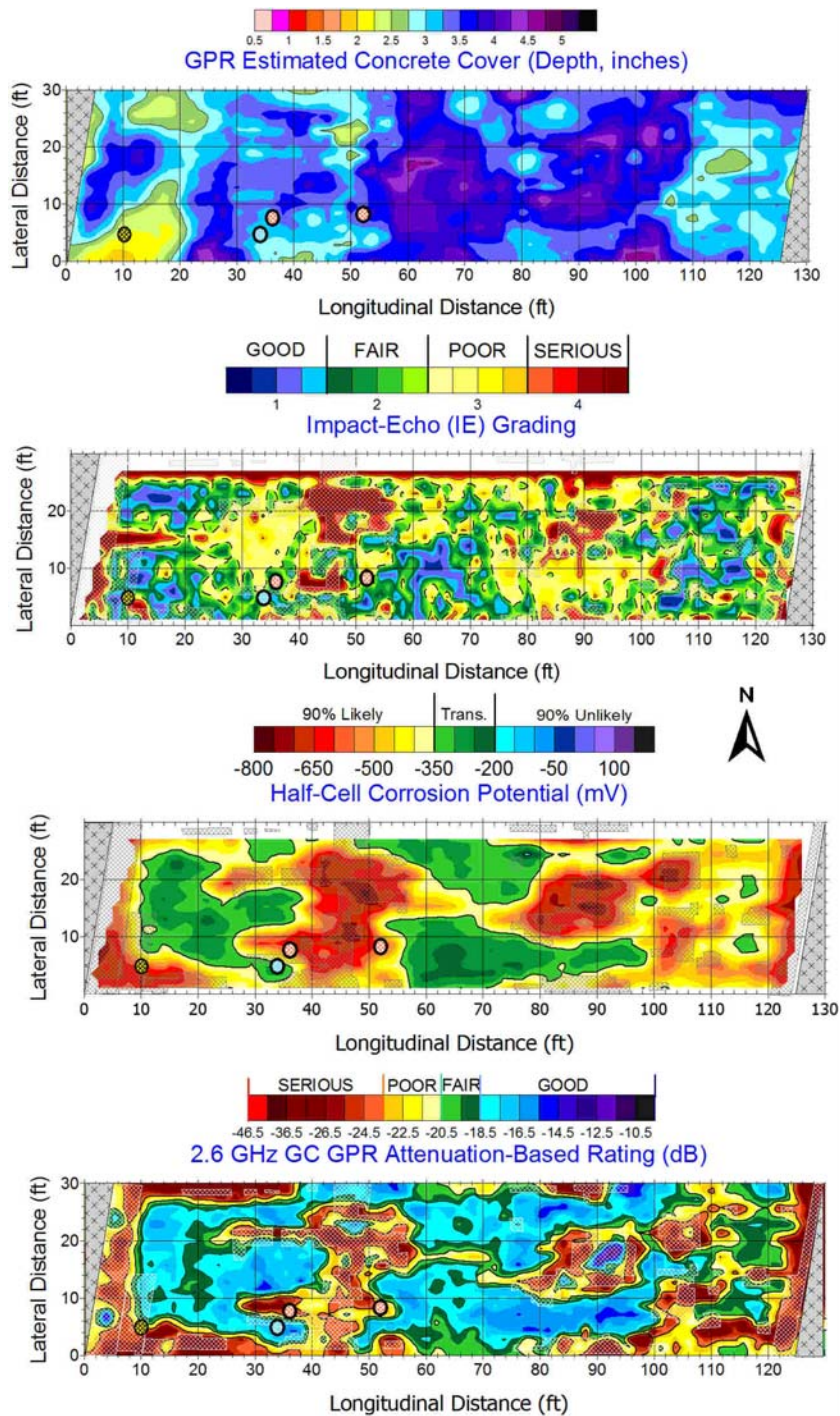 0.5 1 1.5 2 2.5 3 3.5 4 4.5 5
GPR Estimated Concrete Cover (Depth, inches)
Lateral Distance (ft)
30
20
10
0
0 10 20 30 40 50 60 70 80 90 100 110 120 130
Longitudinal Distance (ft)
GOOD FAIR POOR SERIOUS
1 2 3 4
Impact-Echo (IE) Grading
Lateral Distance (ft)
20
10
0 10 20 30 40 50 60 70 80 90 100 110 120 130
Longitudinal Distance (ft)
N
90% Likely Trans. 90% Unlikely
-800 -650 -500 -350 -200 -50 100
Half-Cell Corrosion Potential (mV)
Lateral Distance (ft)
20
10
0 10 20 30 40 50 60 70 80 90 100 110 120 130
Longitudinal Distance (ft)
SERIOUS POOR FAIR GOOD
-46.5 -36.5 -26.5 -24.5 -22.5 -20.5 -18.5 -16.5 -14.5 -12.5 -10.5
2.6 GHz GC GPR Attenuation-Based Rating (dB)
Lateral Distance (ft)
30
20
10
0
0 10 20 30 40 50 60 70 80 90 100 110 120
Longitudinal Distance (ft)